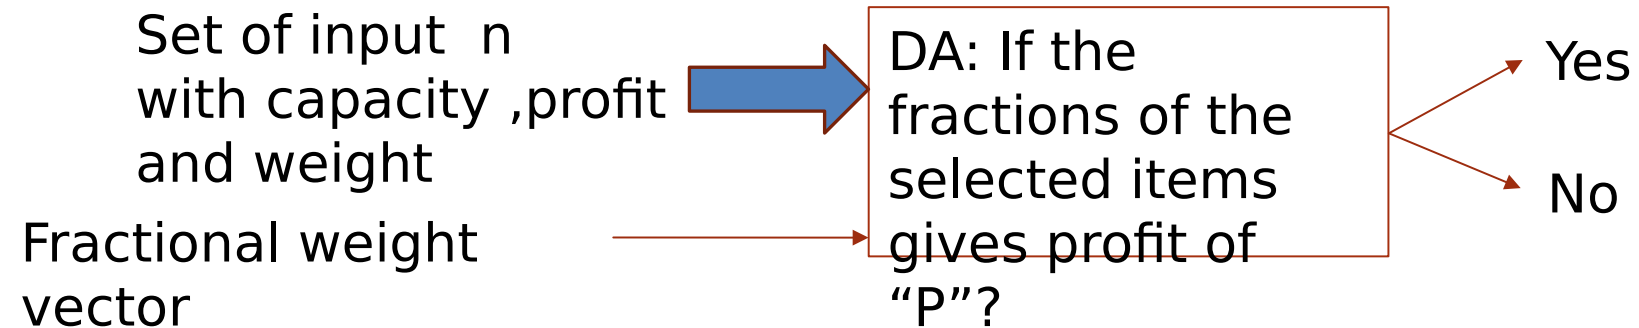 Set of input  n
with capacity ,profit
and weight
Fractional weight
vector
DA: If the
fractions of the
selected items
gives profit of
“P”?
Yes
No